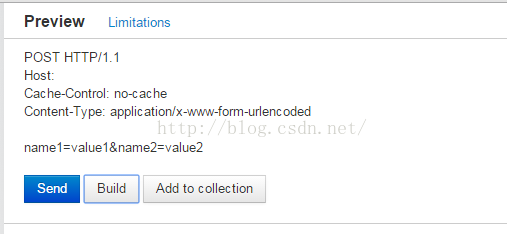 Preview Limitations
POST HTTP/1.1
Host:
Cache-Control: no-cache
Content-Type: application/x-www-form-urlencoded
http://blog.csdn.net/
name1=value1&name2=value2
Send Build Add to collection